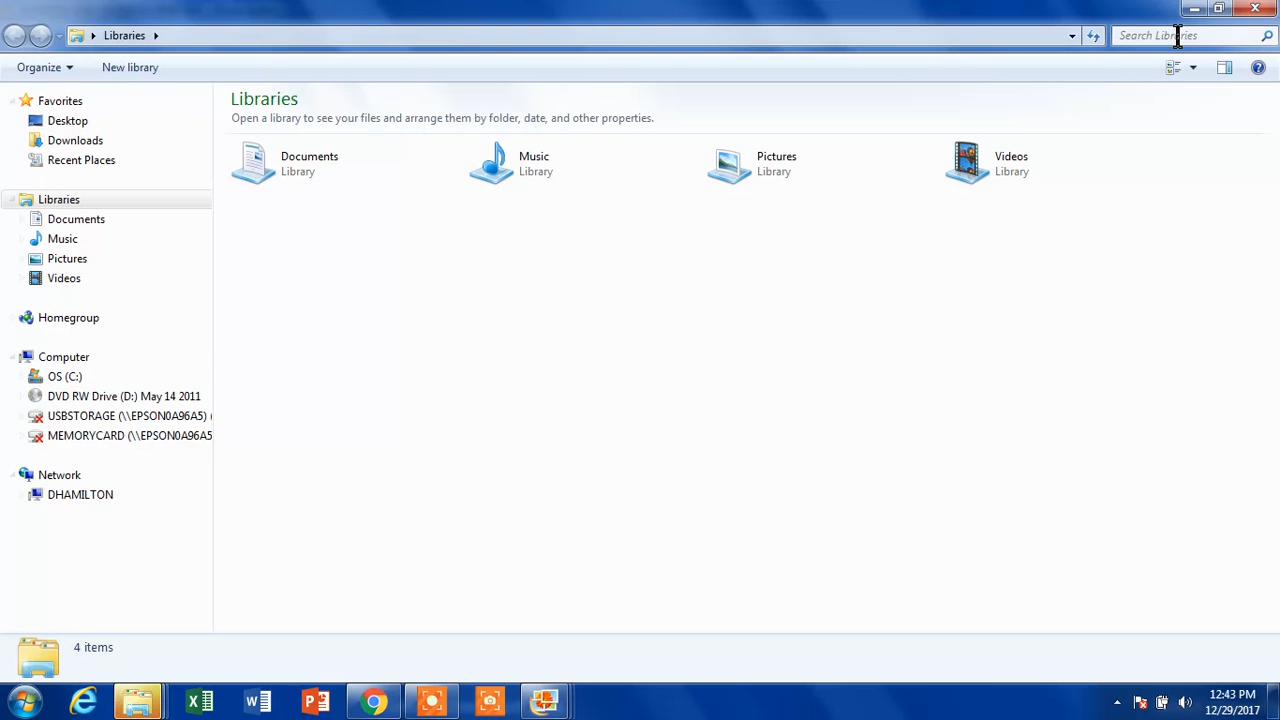 Libraries
Search Libraries
Organize
New library
Favorites
Desktop
Downloads
Recent Places
Libraries
Documents
Music
Pictures
Videos
Homegroup
Computer
OS (C:)
DVD RW Drive (D:) May 14 2011
USBSTORAGE (\\EPSON0A96A5) (
MEMORYCARD (\\EPSON0A96A5
Network
DHAMILTON
Libraries
Open a library to see your files and arrange them by folder, date, and other properties.
Documents
Library
Music
Library
Pictures
Library
Videos
Library
4 items
12:43 PM
12/29/2017